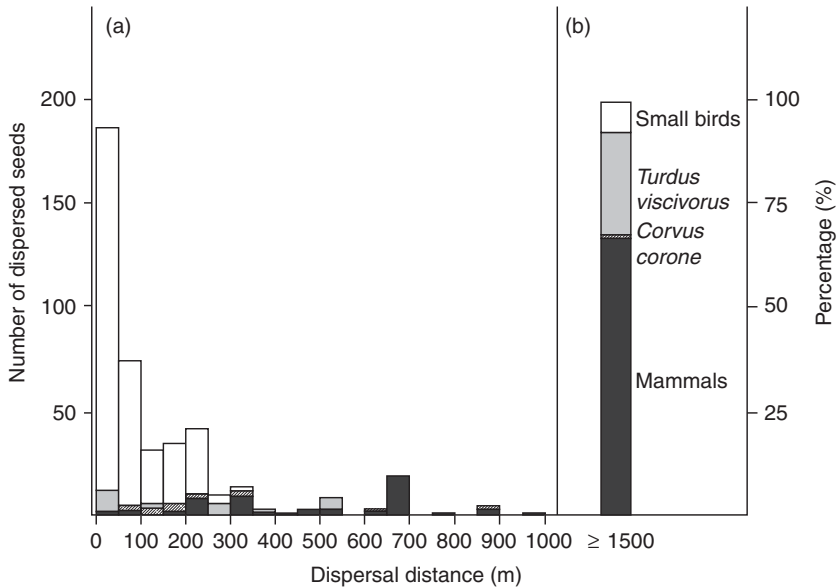 (a)
(b)
Number of dispersed seeds
200
150
100
50
0 100 200 300 400 500 600 700 800 900 1000 ≥ 1500
Dispersal distance (m)
Small birds
Turdus
viscivorus
Corvus
corone
Mammals
100
75
50
25
Percentage (%)